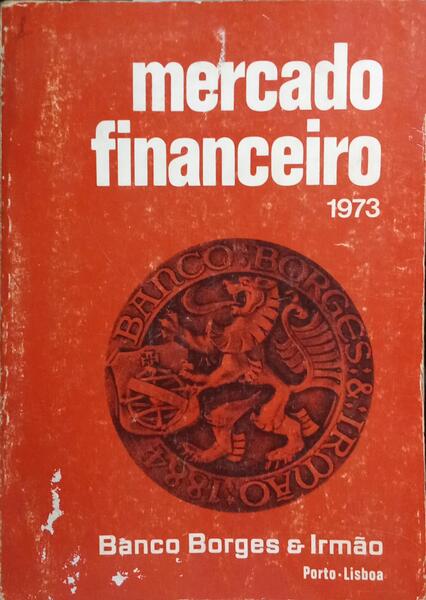 mercado
financeiro
1973
BANCO·BORGES·&·IRMÃO·1884
Banco Borges & Irmão
Porto - Lisboa